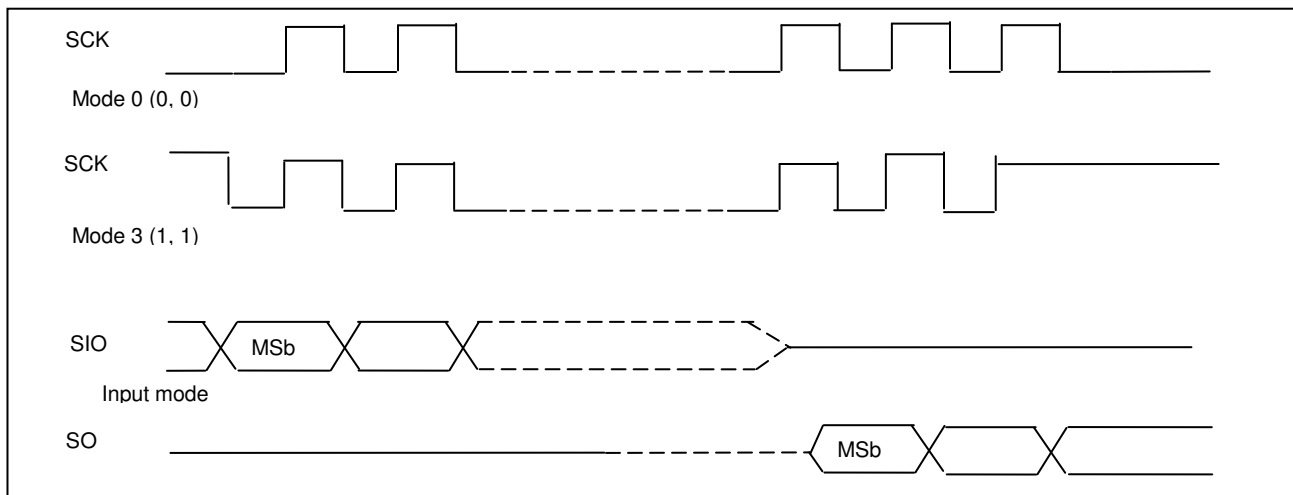 SCK
Mode 0 (0, 0)
SCK
Mode 3 (1, 1)
SIO
MSb
Input mode
SO
MSb